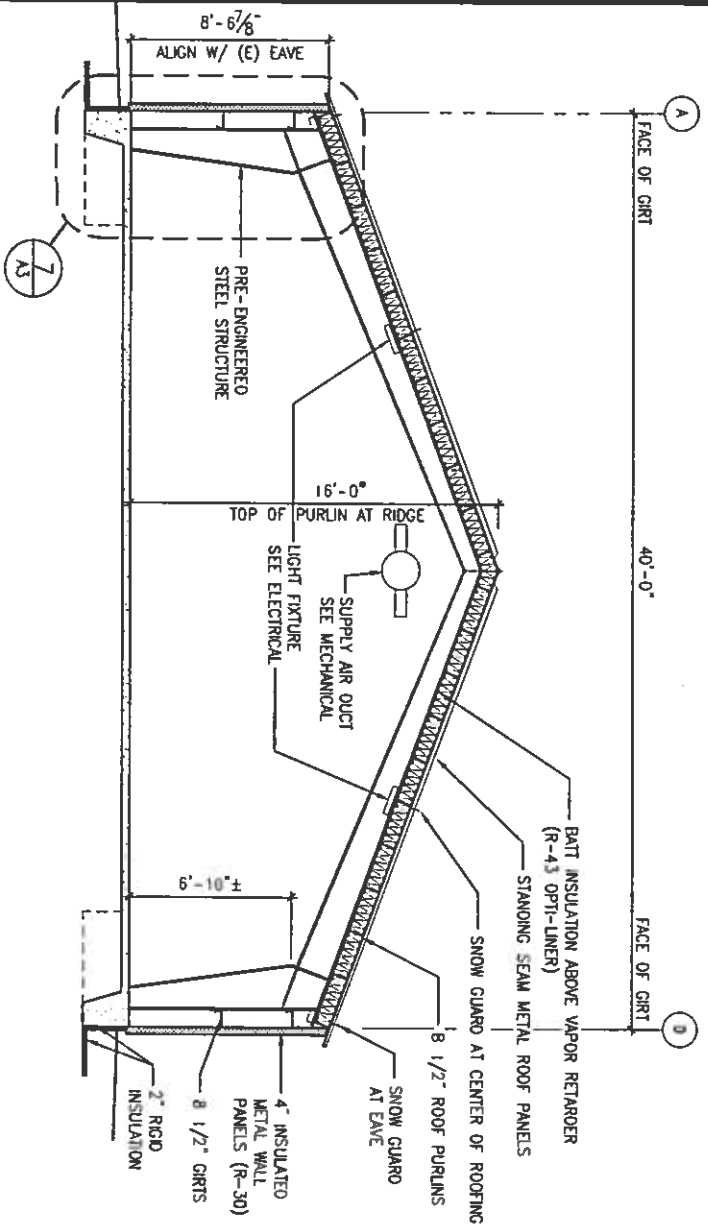 A
FACE OF GIRT
40'-0"
FACE OF GIRT
D
8'-6 7/8"
ALIGN W/ (E) EAVE
7
A3
PRE-ENGINEERED
STEEL STRUCTURE
16'-0"
TOP OF PURLIN AT RIDGE
LIGHT FIXTURE
SEE ELECTRICAL
SUPPLY AIR DUCT
SEE MECHANICAL
6'-10"±
BATT INSULATION ABOVE VAPOR RETARDER
(R-43 OPTI-LINER)
STANDING SEAM METAL ROOF PANELS
SNOW GUARD AT CENTER OF ROOFING
8 1/2" ROOF PURLINS
SNOW GUARD
AT EAVE
4" INSULATED
METAL WALL
PANELS (R-30)
8 1/2" GIRTS
2" RIGID
INSULATION